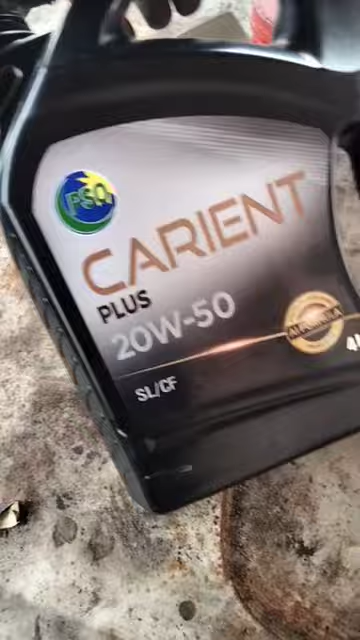 PSO
CARIENT
PLUS
20W-50
SL/CF